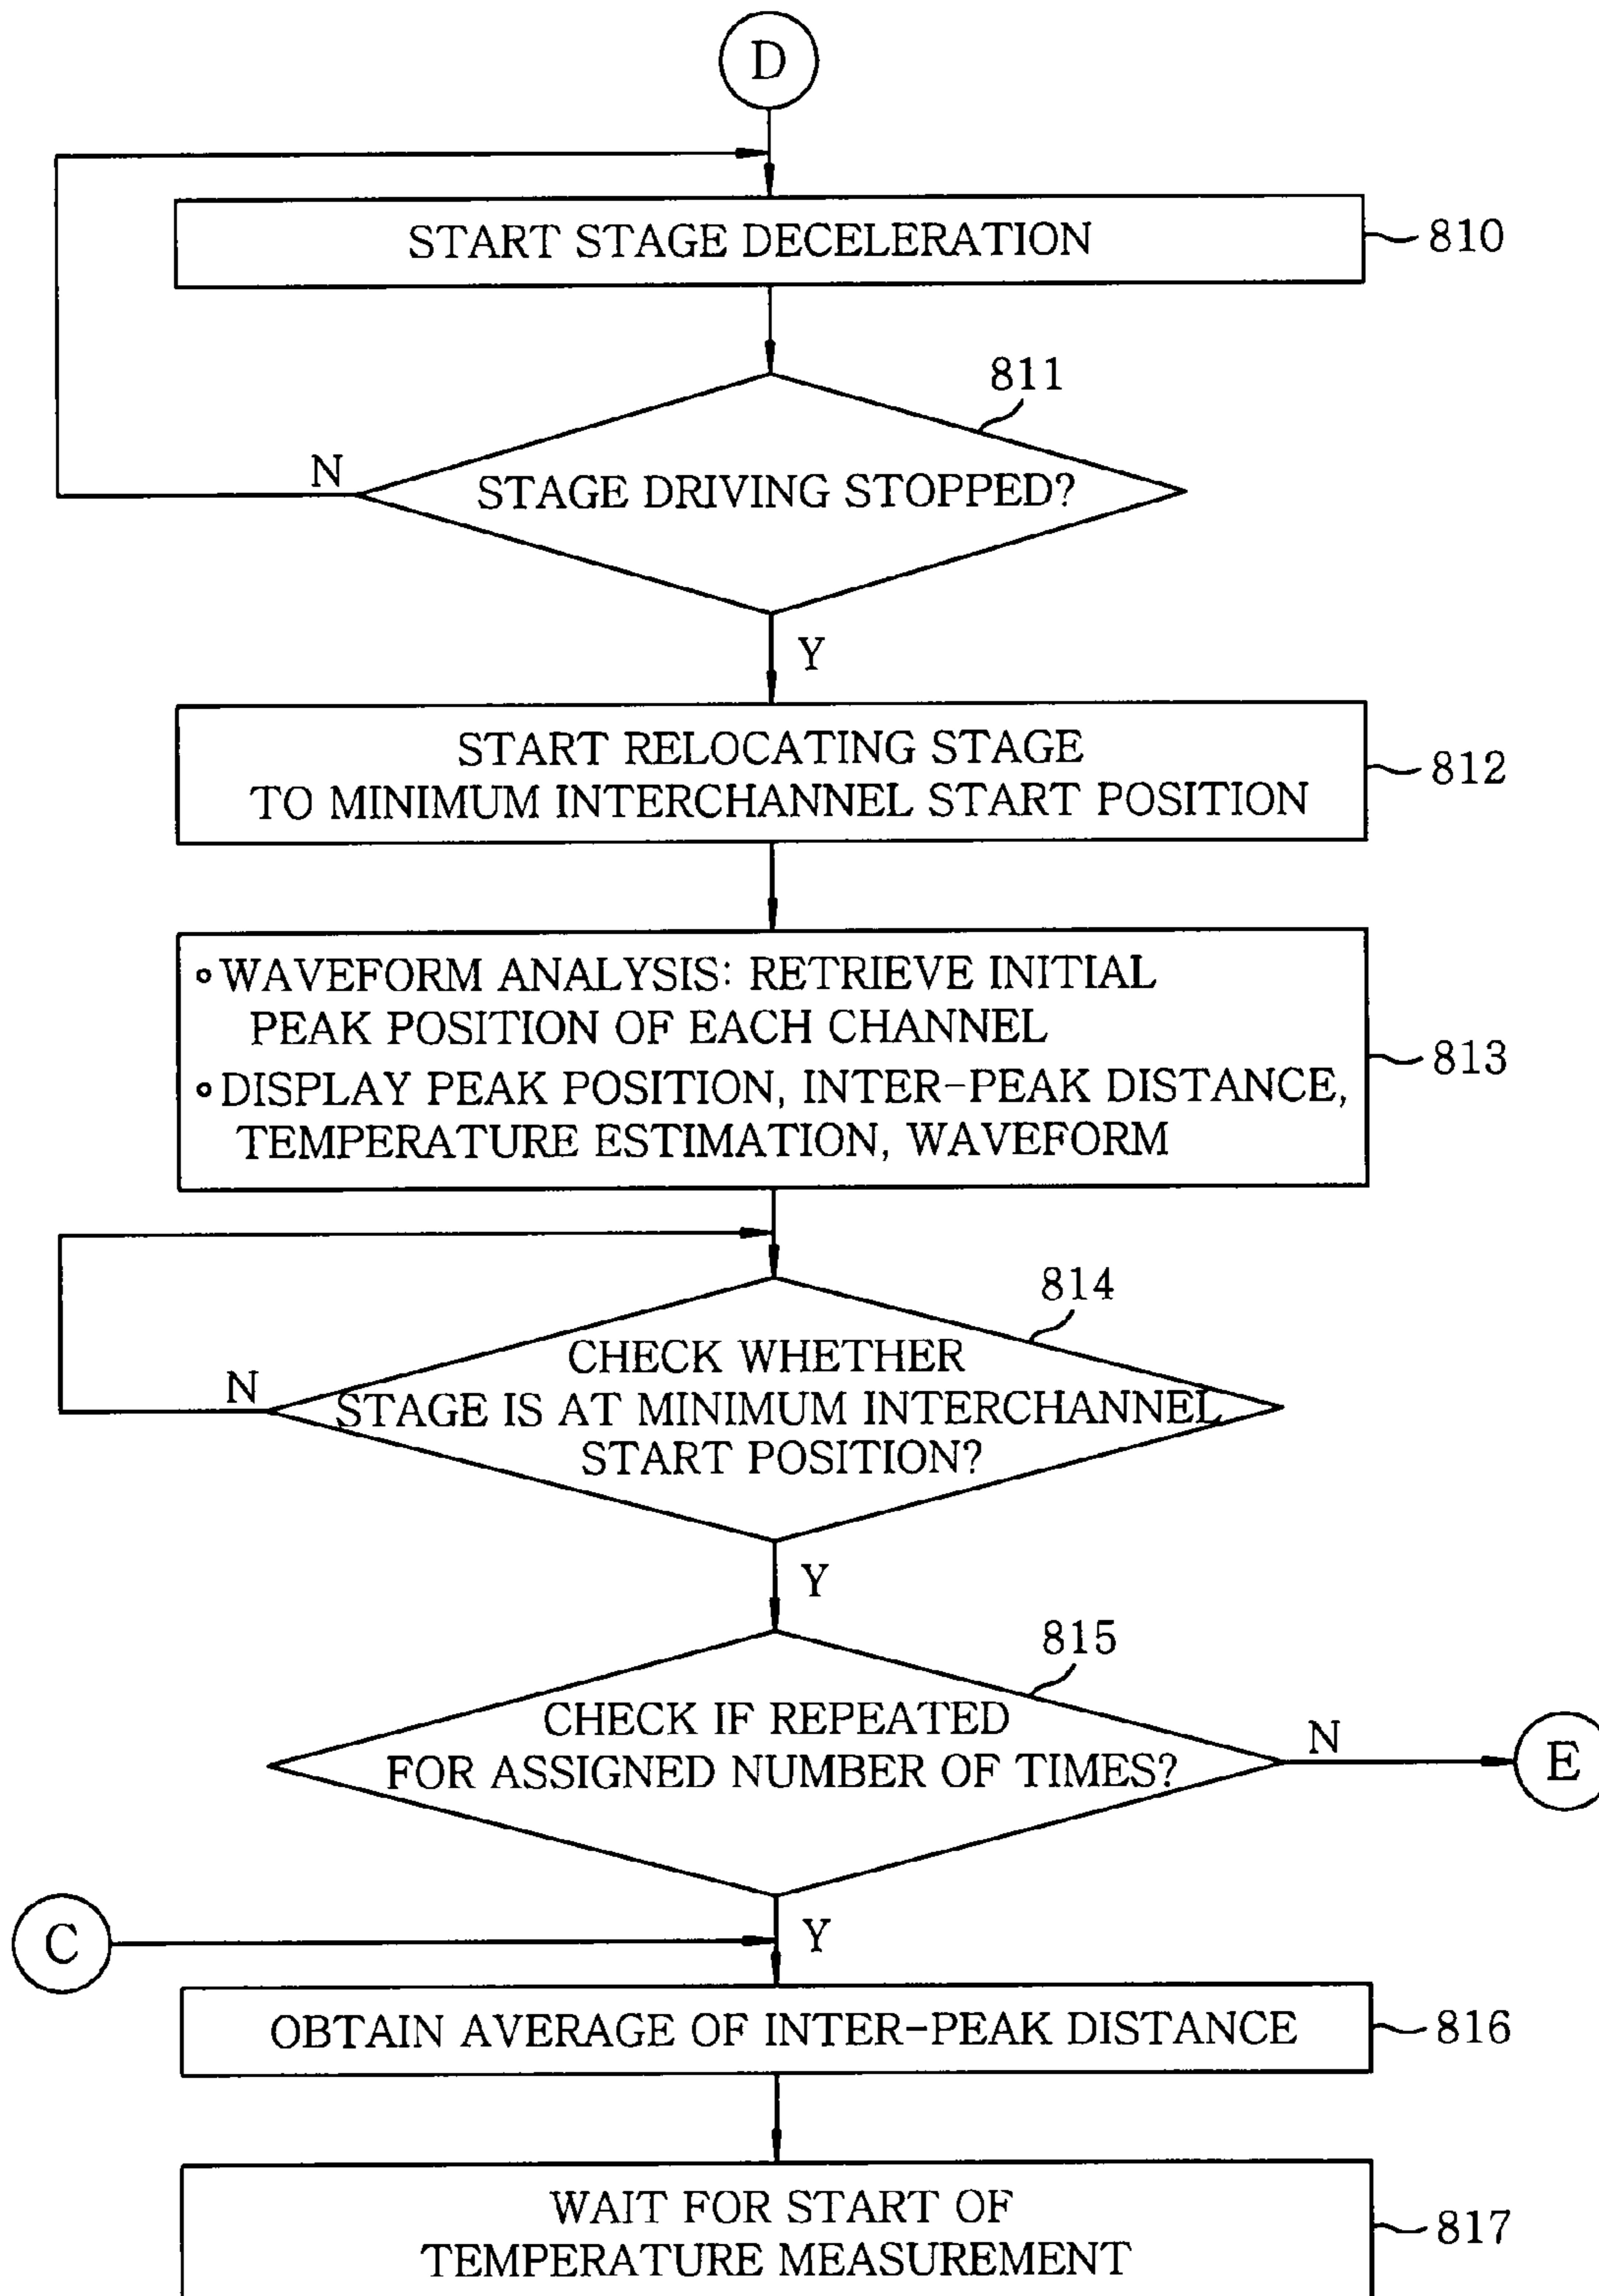 D
START STAGE DECELERATION
810
811
N
STAGE DRIVING STOPPED?
Y
START RELOCATING STAGE
TO MINIMUM INTERCHANNEL START POSITION
812
∘ WAVEFORM ANALYSIS: RETRIEVE INITIAL
PEAK POSITION OF EACH CHANNEL
∘ DISPLAY PEAK POSITION, INTER-PEAK DISTANCE,
TEMPERATURE ESTIMATION, WAVEFORM
813
814
CHECK WHETHER
N
STAGE IS AT MINIMUM INTERCHANNEL
START POSITION?
Y
815
CHECK IF REPEATED
FOR ASSIGNED NUMBER OF TIMES?
N
E
C
Y
OBTAIN AVERAGE OF INTER-PEAK DISTANCE
816
WAIT FOR START OF
TEMPERATURE MEASUREMENT
817